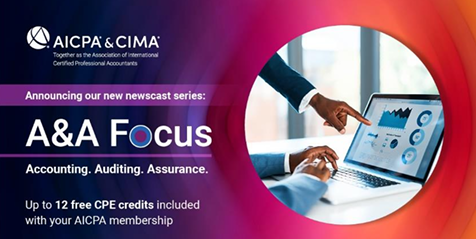 AICPA® & CIMA®
Together as the Association of International
Certified Professional Accountants
Announcing our new newscast series:
A&A Focus
Accounting. Auditing. Assurance.
Up to 12 free CPE credits included
with your AICPA membership